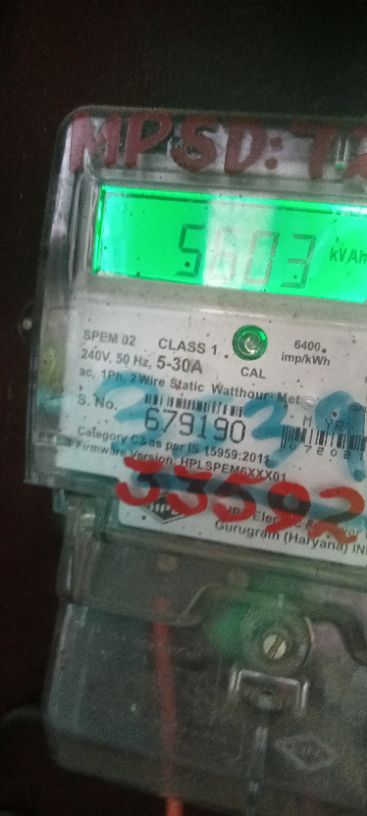 MPSD:
5603 kVAh
SPEM 02 CLASS 1 6400 imp/kWh
240V, 50 Hz, 5-30A CAL
ac, 1Ph, 2 Wire Static Watthour
S. No. 679190
Category C2 as per IS 15959:2011
Firmware Version: HPLSPEM6XXX01
33592
Gurugram (Haryana)